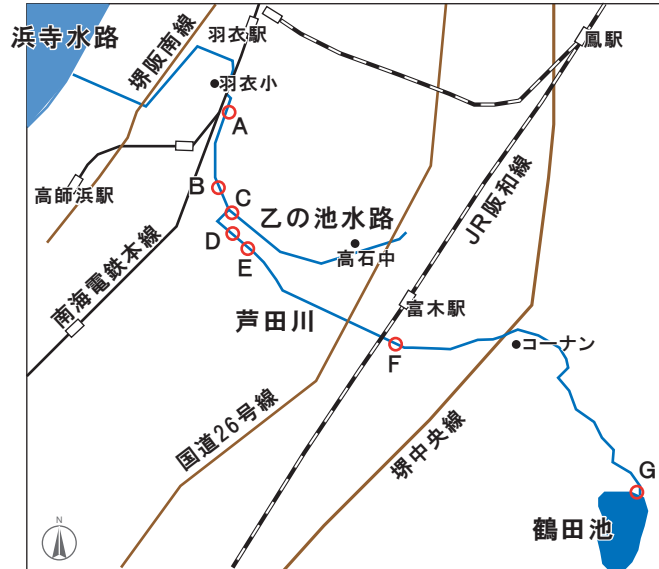 浜寺水路
堺阪南線
羽衣駅
鳳駅
羽衣小
A
高師浜駅
B
C
乙の池水路
JR阪和線
D
E
高石中
南海電鉄本線
芦田川
富木駅
F
コーナン
国道26号線
堺中央線
G
鶴田池
N